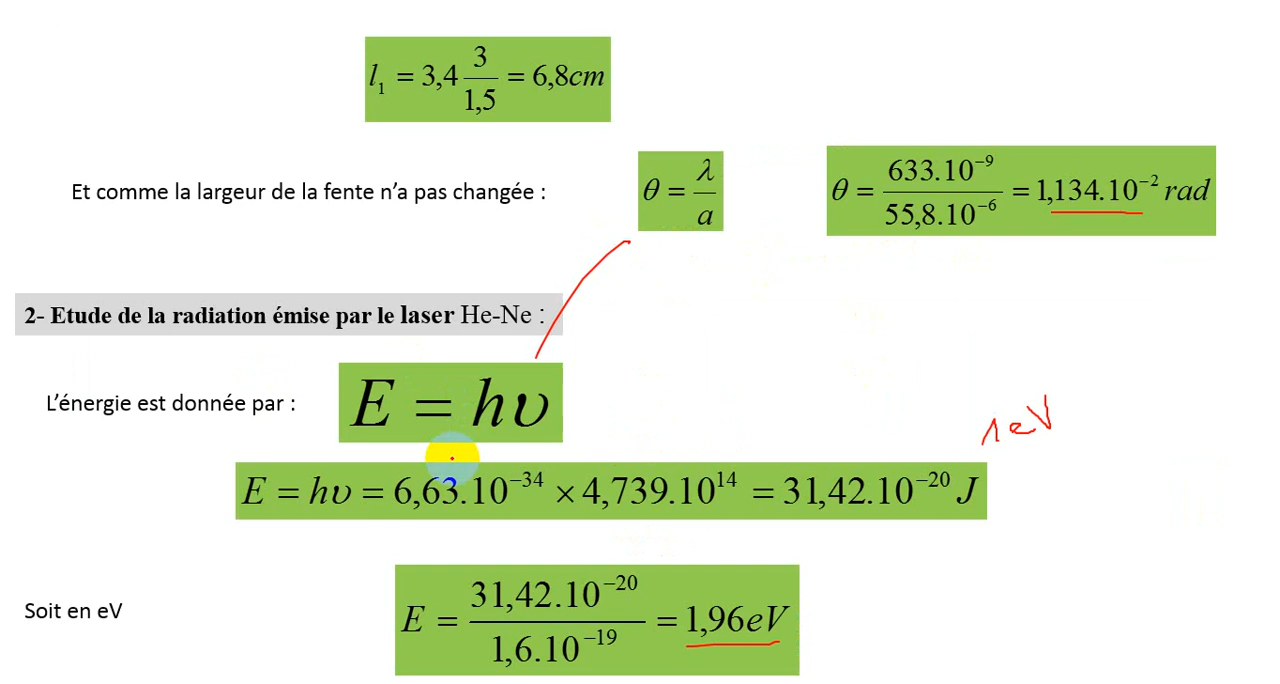 l₁ = 3,4 3/1,5 = 6,8cm
Et comme la largeur de la fente n’a pas changée :
θ = λ/a
θ = 633.10⁻⁹/55,8.10⁻⁶ = 1,134.10⁻² rad
2- Etude de la radiation émise par le laser He-Ne :
L’énergie est donnée par :
E = hυ
1eV
E = hυ = 6,63.10⁻³⁴ × 4,739.10¹⁴ = 31,42.10⁻²⁰ J
Soit en eV
E = 31,42.10⁻²⁰/1,6.10⁻¹⁹ = 1,96eV